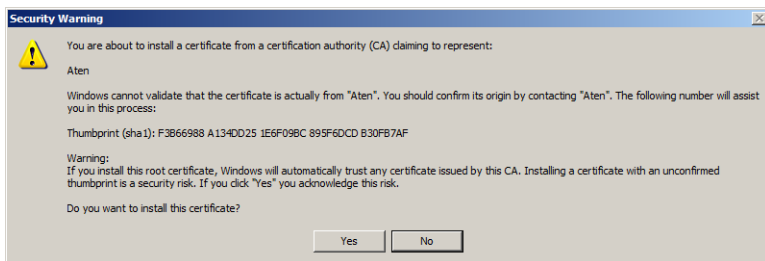 Security Warning
You are about to install a certificate from a certification authority (CA) claiming to represent:
Aten
Windows cannot validate that the certificate is actually from "Aten". You should confirm its origin by contacting "Aten". The following number will assist
you in this process:
Thumbprint (sha1): F3B66988 A134DD25 1E6F09BC 895F6DCD B30FB7AF
Warning:
If you install this root certificate, Windows will automatically trust any certificate issued by this CA. Installing a certificate with an unconfirmed
thumbprint is a security risk. If you click "Yes" you acknowledge this risk.
Do you want to install this certificate?
Yes
No